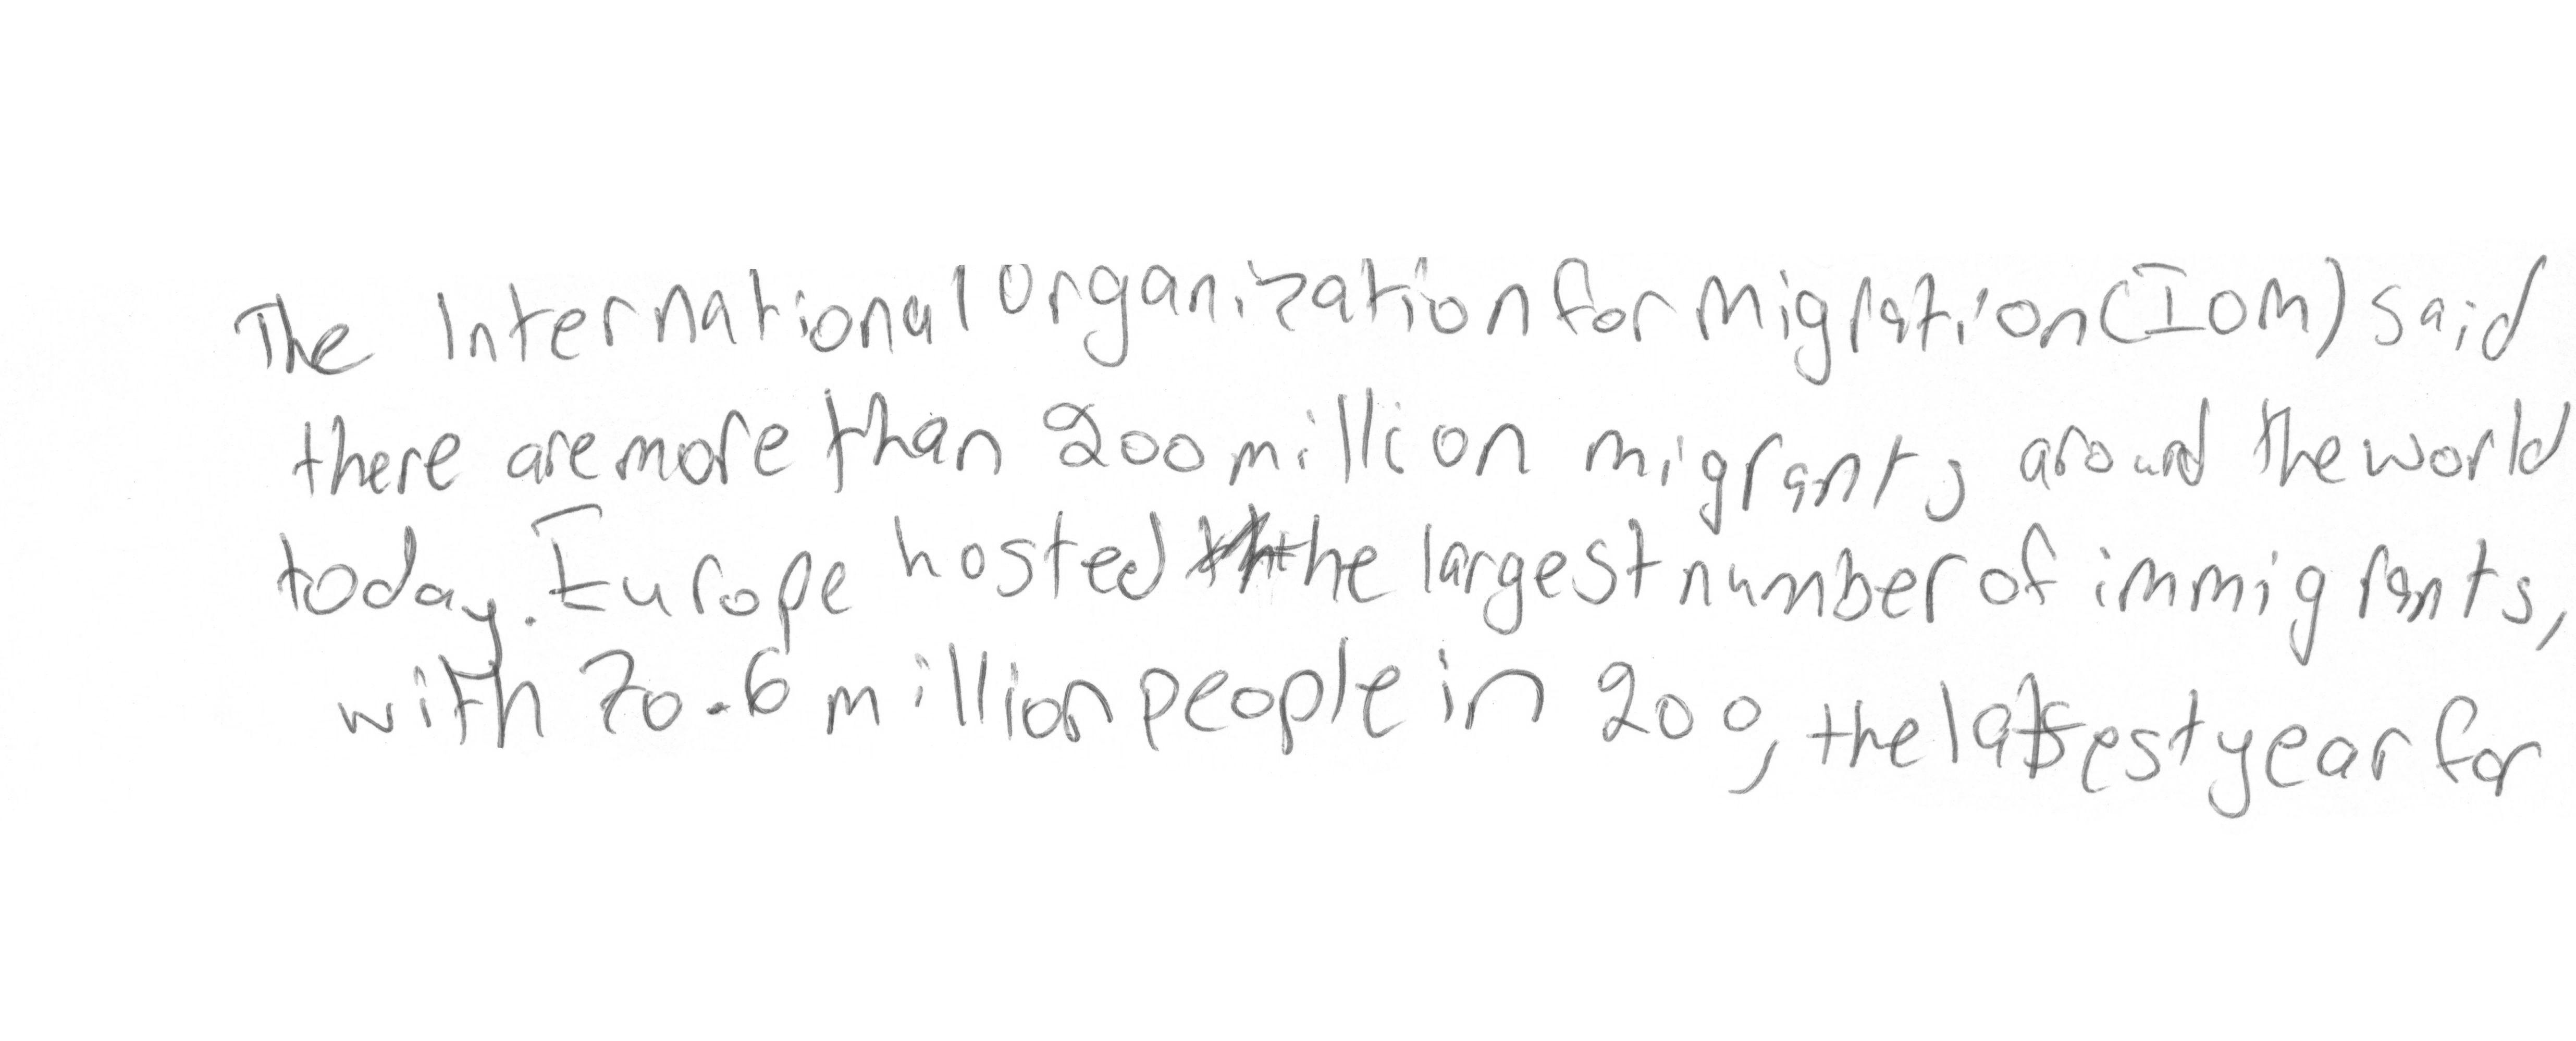 The International Organization for Migration (IOM) said
there are more than 200 million migrants around the world
today. Europe hosted the largest number of immigrants,
with 70.6 million people in 200, the latest year for